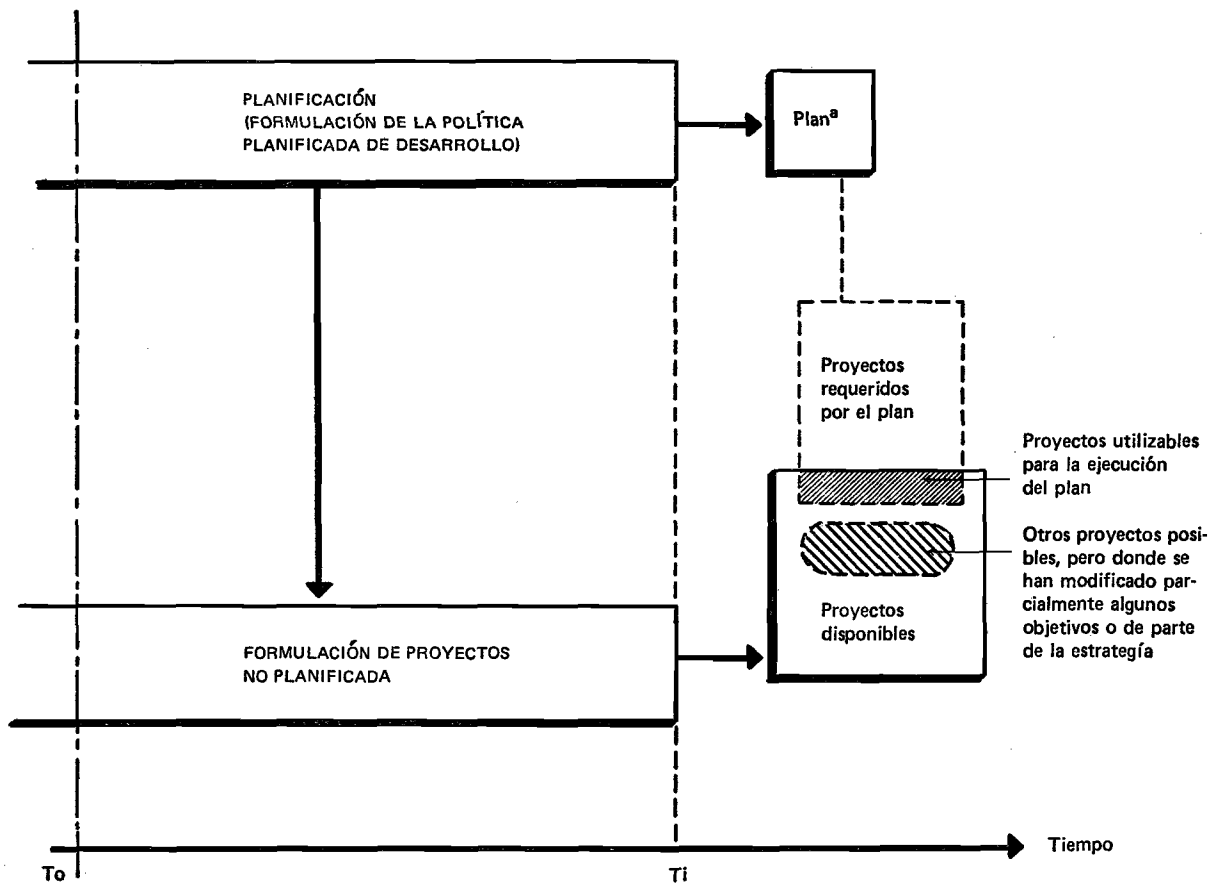 PLANIFICACIÓN
(FORMULACIÓN DE LA POLÍTICA
PLANIFICADA DE DESARROLLO)
Planª
Proyectos
requeridos
por el plan
Proyectos utilizables
para la ejecución
del plan
Otros proyectos posi-
bles, pero donde se
han modificado par-
cialmente algunos
objetivos o de parte
de la estrategía
Proyectos
disponibles
FORMULACIÓN DE PROYECTOS
NO PLANIFICADA
Tiempo
To
Ti